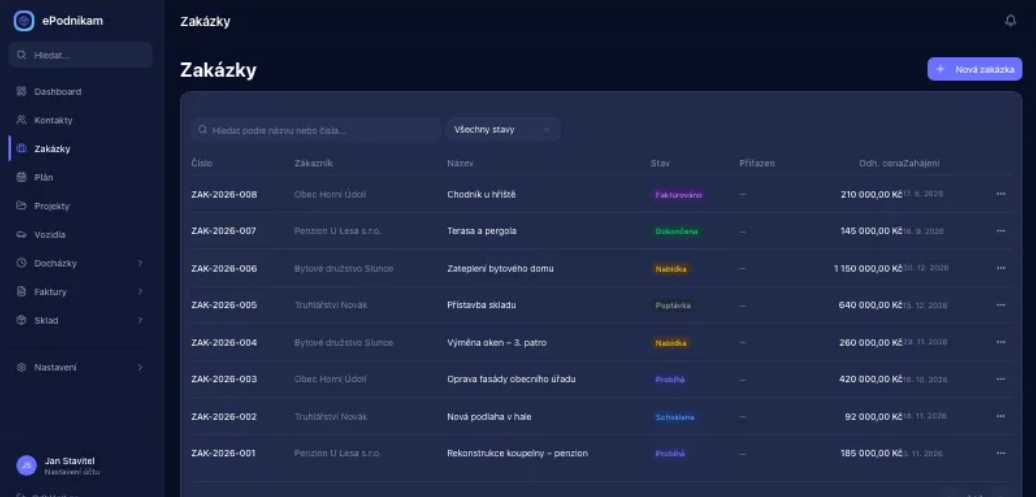 ePodnikam
Zakázky
Hledat...
Dashboard
Kontakty
Zakázky
Plán
Projekty
Vozidla
Docházky
Faktury
Sklad
Nastavení
JS
Jan Stavitel
Nastavení účtu
Zakázky
+ Nová zakázka
Hledat podle názvu nebo čísla...
Všechny stavy
Číslo Zákazník Název Stav Přiřazen Odh. cena Zahájení
ZAK-2026-008 Obec Horní Údolí Chodník u hřiště Fakturováno — 210 000,00 Kč 17. 8. 2026 ...
ZAK-2026-007 Penzion U Lesa s.r.o. Terasa a pergola Dokončena — 145 000,00 Kč 16. 9. 2026 ...
ZAK-2026-006 Bytové družstvo Slunce Zateplení bytového domu Nabídka — 1 150 000,00 Kč 30. 12. 2026 ...
ZAK-2026-005 Truhlářství Novák Přístavba skladu Poptávka — 640 000,00 Kč 15. 12. 2026 ...
ZAK-2026-004 Bytové družstvo Slunce Výměna oken – 3. patro Nabídka — 260 000,00 Kč 29. 11. 2026 ...
ZAK-2026-003 Obec Horní Údolí Oprava fasády obecního úřadu Probíhá — 420 000,00 Kč 16. 10. 2026 ...
ZAK-2026-002 Truhlářství Novák Nová podlaha v hale Schválena — 92 000,00 Kč 18. 11. 2026 ...
ZAK-2026-001 Penzion U Lesa s.r.o. Rekonstrukce koupelny – penzion Probíhá — 185 000,00 Kč 11. 2026 ...